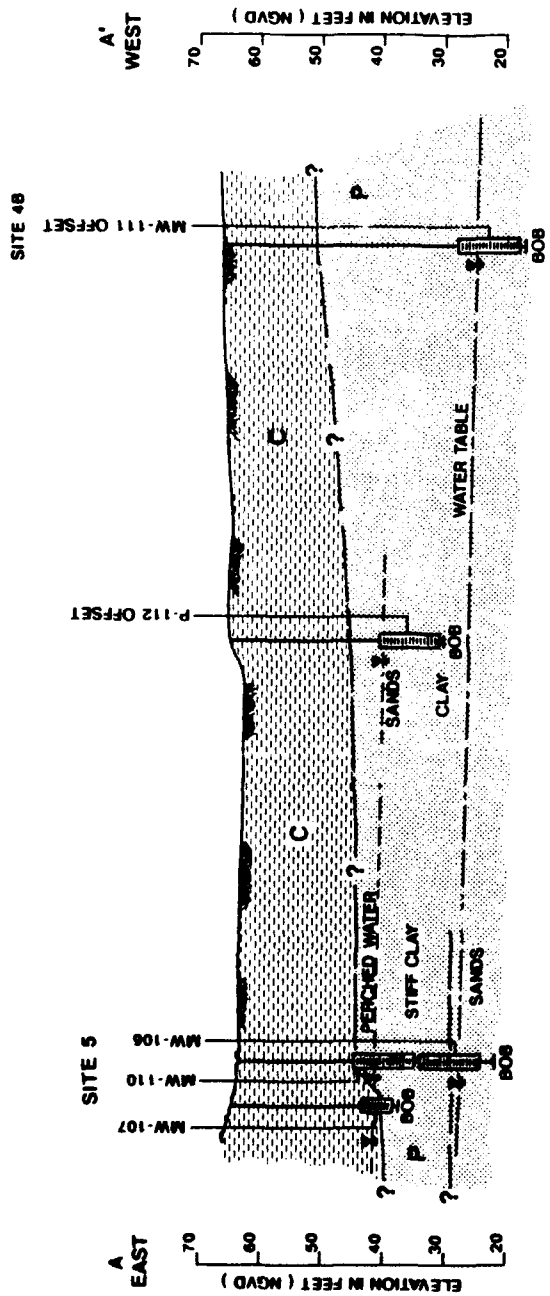 SITE 4B
SITE 5
A
EAST
A'
WEST
ELEVATION IN FEET ( NGVD )
70
60
50
40
30
20
ELEVATION IN FEET ( NGVD )
70
60
50
40
30
20
MW-107
MW-110
MW-106
P-112 OFFSET
MW-111 OFFSET
C
C
?
?
?
?
?
P
P
PERCHED WATER
STIFF CLAY
SANDS
SANDS
CLAY
WATER TABLE
BOB
BOB
BOB
BOB